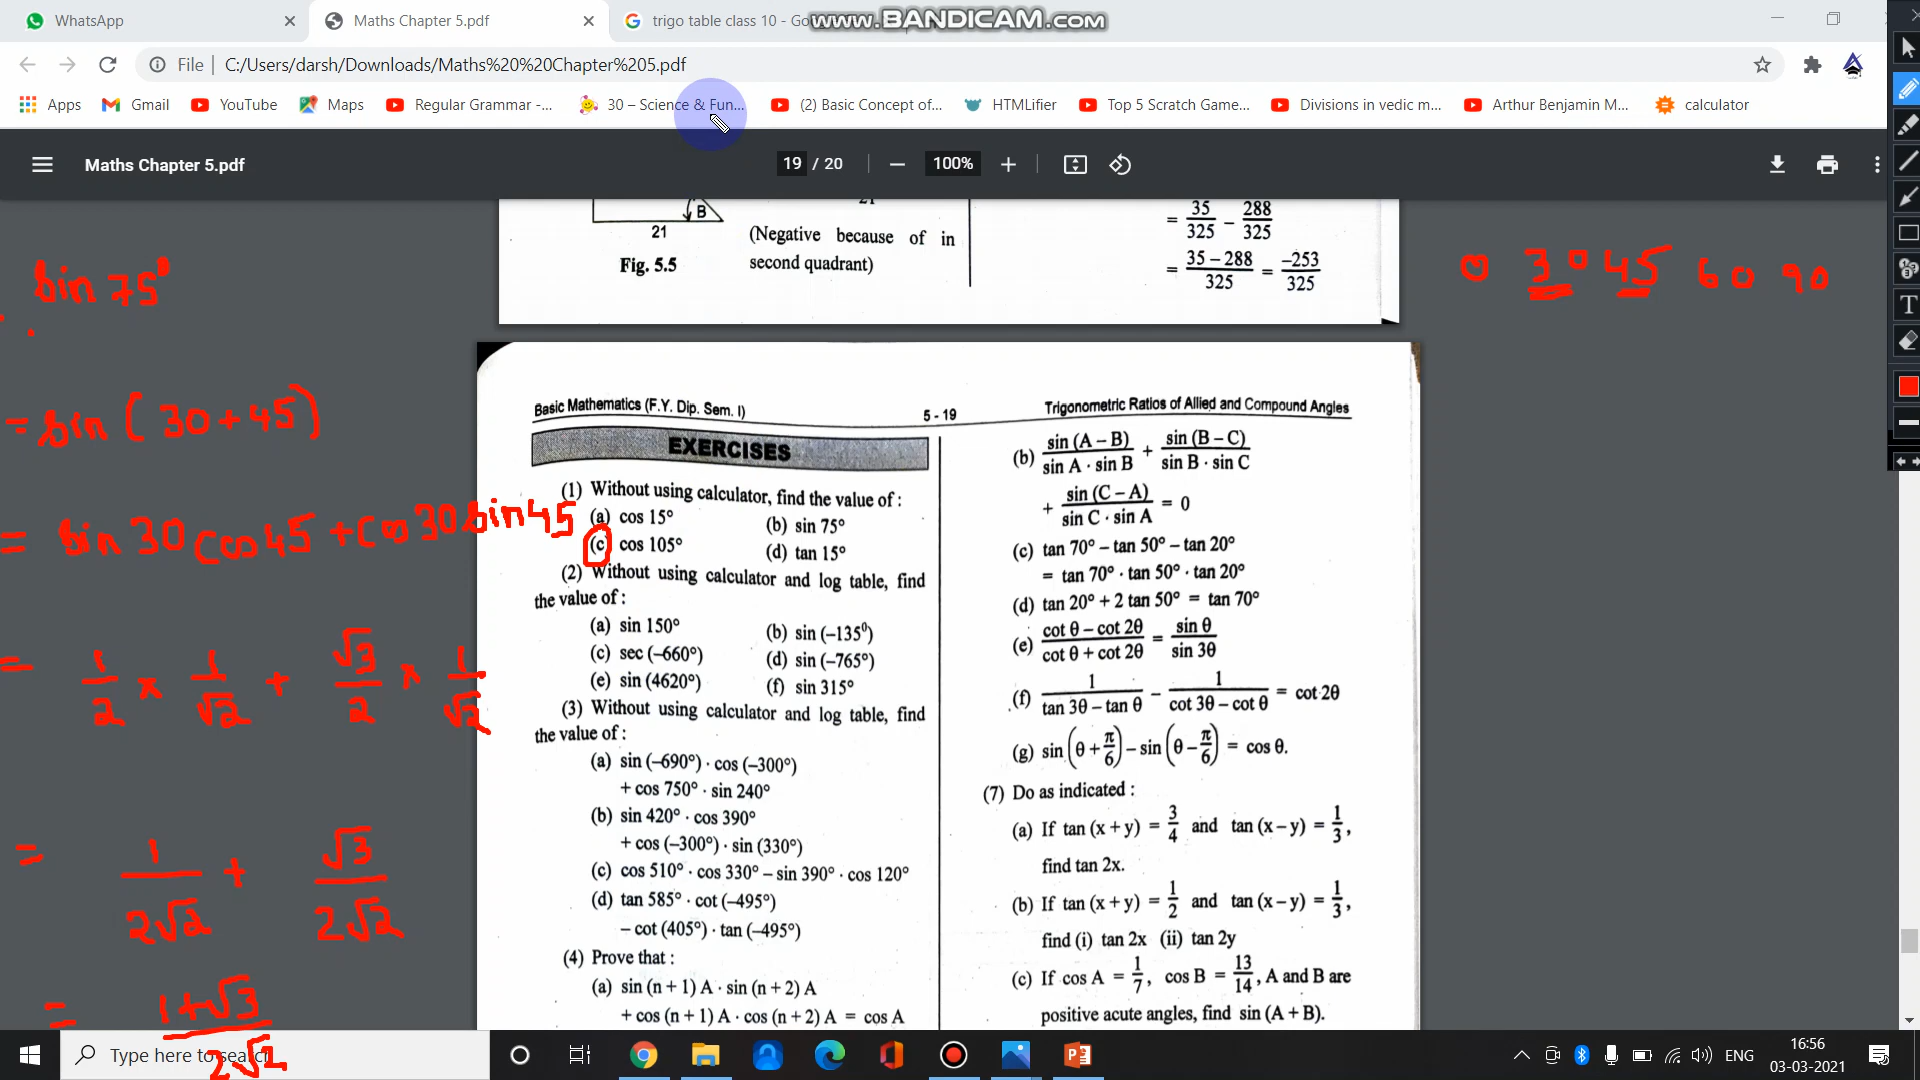 WhatsApp
Maths Chapter 5.pdf
trigo table class 10 - Go
www.BANDICAM.com
File | C:/Users/darsh/Downloads/Maths%20%20Chapter%205.pdf
Apps Gmail YouTube Maps Regular Grammar -... 30 – Science & Fun... (2) Basic Concept of... HTMLifier Top 5 Scratch Game... Divisions in vedic m... Arthur Benjamin M... calculator
Maths Chapter 5.pdf
19 / 20
100%
B
21
Fig. 5.5
(Negative because of in
second quadrant)
= 35/325 − 288/325
= (35 − 288)/325 = −253/325
0 30 45 60 90
sin 75°
= sin (30+45)
= sin 30 cos 45 + cos 30 sin 45
= 1/2 × 1/√2 + √3/2 × 1/√2
= 1/2√2 + √3/2√2
= 1+√3/2√2
Basic Mathematics (F.Y. Dip. Sem. I)
5 - 19
Trigonometric Ratios of Allied and Compound Angles
EXERCISES
(1) Without using calculator, find the value of :
(a) cos 15° (b) sin 75°
(c) cos 105° (d) tan 15°
(2) Without using calculator and log table, find
the value of :
(a) sin 150° (b) sin (–135⁰)
(c) sec (–660°) (d) sin (–765°)
(e) sin (4620°) (f) sin 315°
(3) Without using calculator and log table, find
the value of :
(a) sin (–690°) · cos (–300°)
+ cos 750° · sin 240°
(b) sin 420° · cos 390°
+ cos (–300°) · sin (330°)
(c) cos 510° · cos 330° – sin 390° · cos 120°
(d) tan 585° · cot (–495°)
– cot (405°) · tan (–495°)
(4) Prove that :
(a) sin (n + 1) A · sin (n + 2) A
+ cos (n + 1) A · cos (n + 2) A = cos A
(b) sin (A – B)/sin A · sin B + sin (B – C)/sin B · sin C
+ sin (C – A)/sin C · sin A = 0
(c) tan 70° – tan 50° – tan 20°
= tan 70° · tan 50° · tan 20°
(d) tan 20° + 2 tan 50° = tan 70°
(e) cot θ – cot 2θ/cot θ + cot 2θ = sin θ/sin 3θ
(f) 1/tan 3θ – tan θ – 1/cot 3θ – cot θ = cot 2θ
(g) sin (θ + π/6) – sin (θ – π/6) = cos θ.
(7) Do as indicated :
(a) If tan (x + y) = 3/4 and tan (x – y) = 1/3,
find tan 2x.
(b) If tan (x + y) = 1/2 and tan (x – y) = 1/3,
find (i) tan 2x (ii) tan 2y
(c) If cos A = 1/7, cos B = 13/14, A and B are
positive acute angles, find sin (A + B).
Type here to search
ENG
16:56
03-03-2021